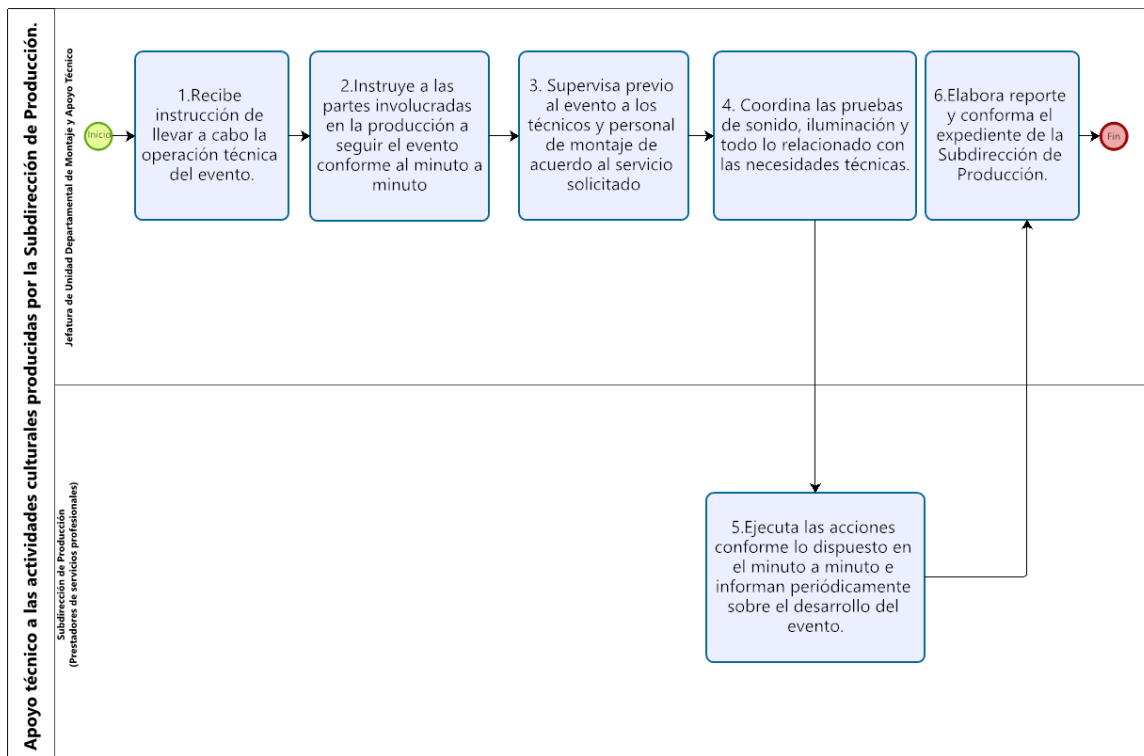 Apoyo técnico a las actividades culturales producidas por la Subdirección de Producción.
Jefatura de Unidad Departamental de Montaje y Apoyo Técnico
Inicio
1.Recibe
instrucción de
llevar a cabo la
operación técnica
del evento.
2.Instruye a las
partes involucradas
en la producción a
seguir el evento
conforme al minuto a
minuto
3. Supervisa previo
al evento a los
técnicos y personal
de montaje de
acuerdo al servicio
solicitado
4. Coordina las pruebas
de sonido, iluminación y
todo lo relacionado con
las necesidades técnicas.
6.Elabora reporte
y conforma el
expediente de la
Subdirección de
Producción.
Fin
Subdirección de Producción
(Prestadores de servicios profesionales)
5.Ejecuta las acciones
conforme lo dispuesto en
el minuto a minuto e
informan periódicamente
sobre el desarrollo del
evento.